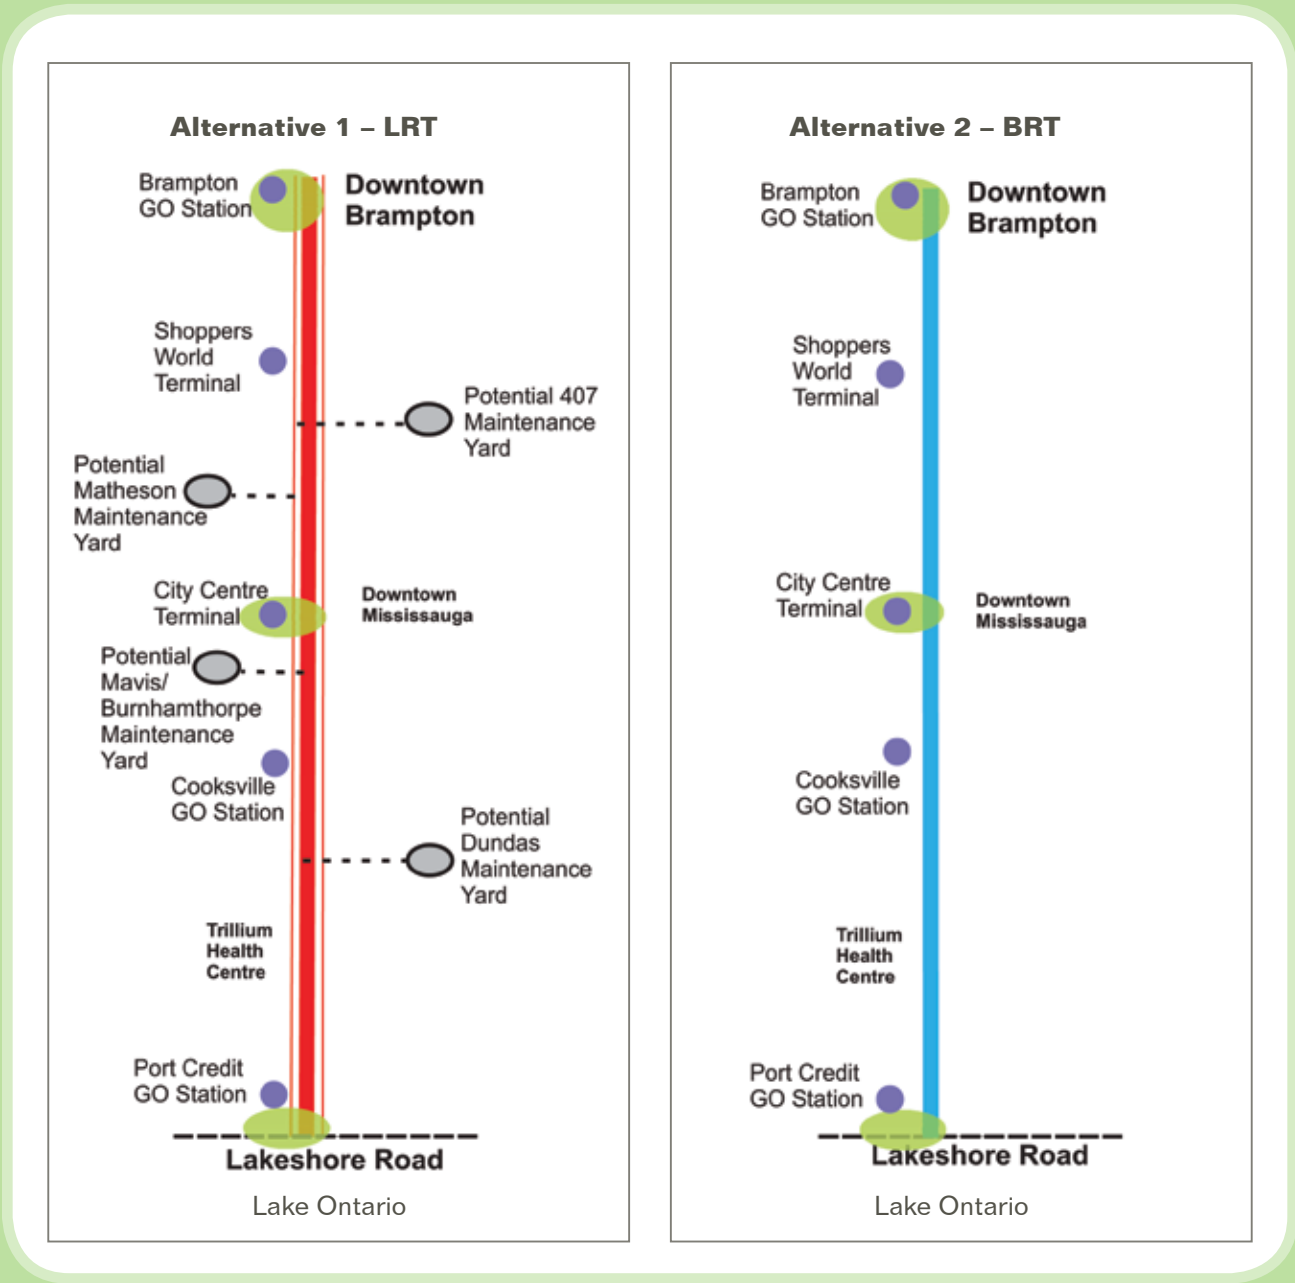 Alternative 1 – LRT
Brampton
GO Station
Downtown
Brampton
Shoppers
World
Terminal
Potential 407
Maintenance
Yard
Potential
Matheson
Maintenance
Yard
City Centre
Terminal
Downtown
Mississauga
Potential
Mavis/
Burnhamthorpe
Maintenance
Yard
Cooksville
GO Station
Potential
Dundas
Maintenance
Yard
Trillium
Health
Centre
Port Credit
GO Station
Lakeshore Road
Lake Ontario
Alternative 2 – BRT
Brampton
GO Station
Downtown
Brampton
Shoppers
World
Terminal
City Centre
Terminal
Downtown
Mississauga
Cooksville
GO Station
Trillium
Health
Centre
Port Credit
GO Station
Lakeshore Road
Lake Ontario